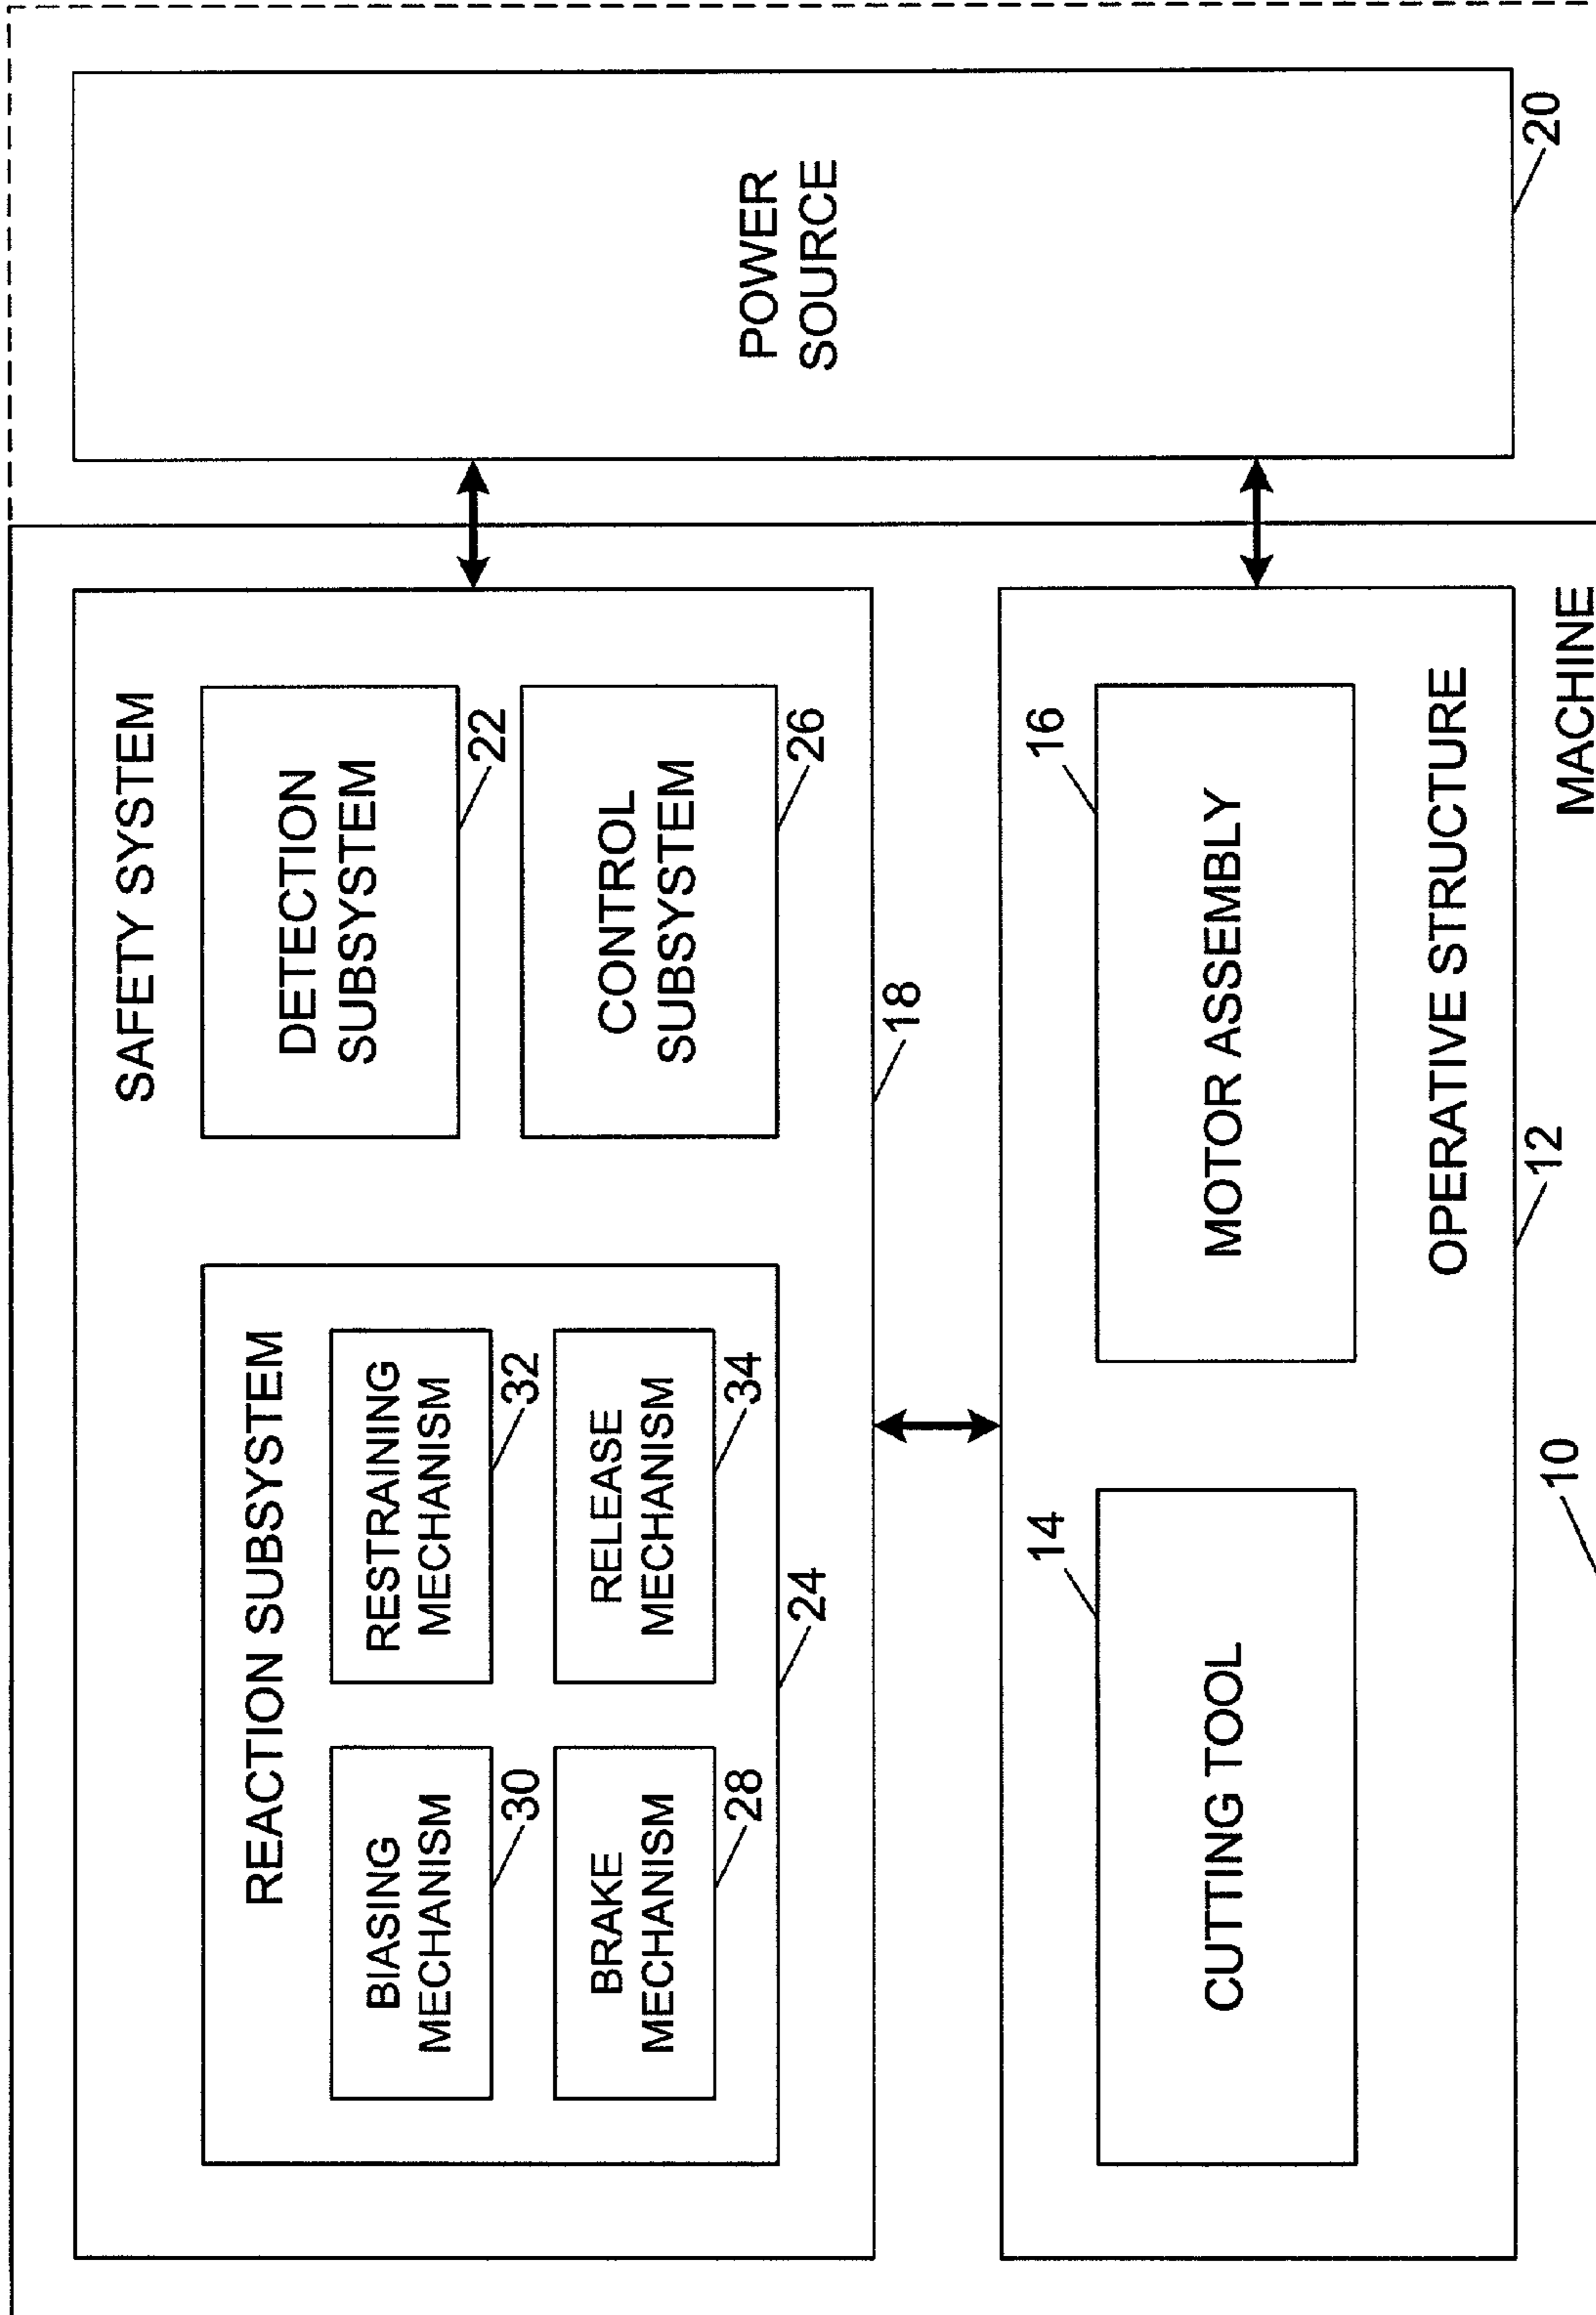 SAFETY SYSTEM
REACTION SUBSYSTEM
BIASING
MECHANISM
30
RESTRAINING
MECHANISM
32
BRAKE
MECHANISM
28
RELEASE
MECHANISM
34
24
DETECTION
SUBSYSTEM
22
CONTROL
SUBSYSTEM
26
18
POWER
SOURCE
20
14
CUTTING TOOL
16
MOTOR ASSEMBLY
OPERATIVE STRUCTURE
12
MACHINE
10